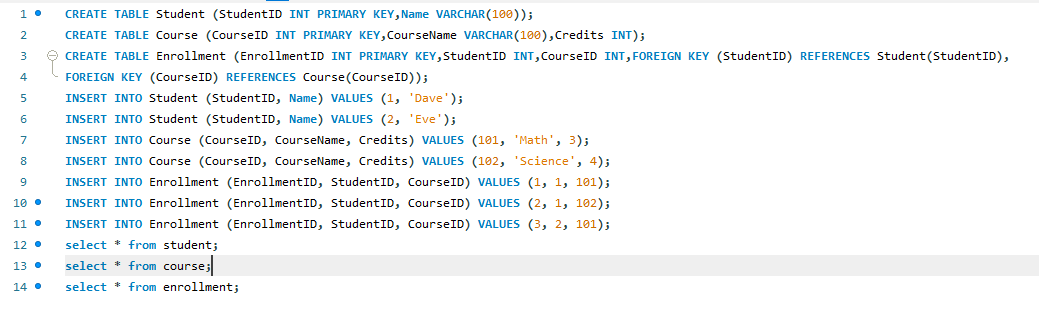 1 CREATE TABLE Student (StudentID INT PRIMARY KEY,Name VARCHAR(100));
2 CREATE TABLE Course (CourseID INT PRIMARY KEY,CourseName VARCHAR(100),Credits INT);
3 CREATE TABLE Enrollment (EnrollmentID INT PRIMARY KEY,StudentID INT,CourseID INT,FOREIGN KEY (StudentID) REFERENCES Student(StudentID),
4 FOREIGN KEY (CourseID) REFERENCES Course(CourseID));
5 INSERT INTO Student (StudentID, Name) VALUES (1, 'Dave');
6 INSERT INTO Student (StudentID, Name) VALUES (2, 'Eve');
7 INSERT INTO Course (CourseID, CourseName, Credits) VALUES (101, 'Math', 3);
8 INSERT INTO Course (CourseID, CourseName, Credits) VALUES (102, 'Science', 4);
9 INSERT INTO Enrollment (EnrollmentID, StudentID, CourseID) VALUES (1, 1, 101);
10 INSERT INTO Enrollment (EnrollmentID, StudentID, CourseID) VALUES (2, 1, 102);
11 INSERT INTO Enrollment (EnrollmentID, StudentID, CourseID) VALUES (3, 2, 101);
12 select * from student;
13 select * from course;
14 select * from enrollment;